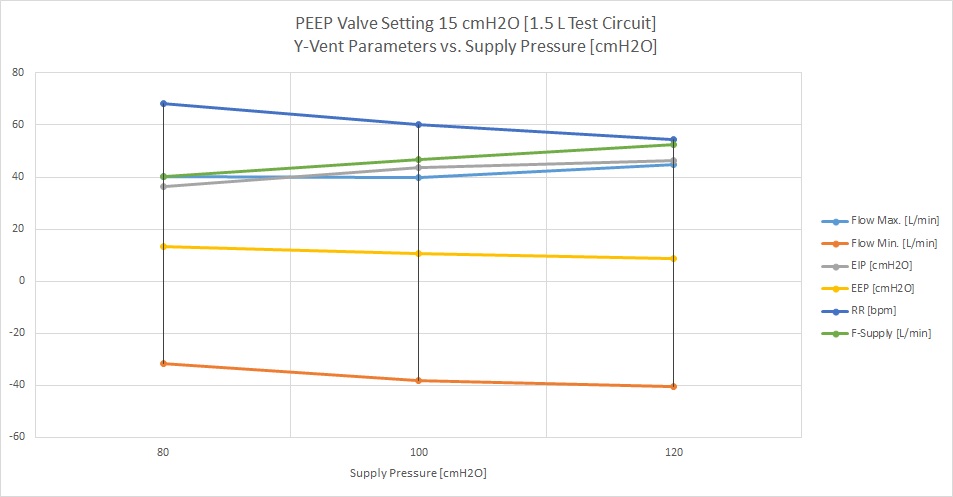 PEEP Valve Setting 15 cmH2O [1.5 L Test Circuit]
Y-Vent Parameters vs. Supply Pressure [cmH2O]
80
60
40
20
0
-20
-40
-60
80
100
120
Supply Pressure [cmH2O]
Flow Max. [L/min]
Flow Min. [L/min]
EIP [cmH2O]
EEP [cmH2O]
RR [bpm]
F-Supply [L/min]